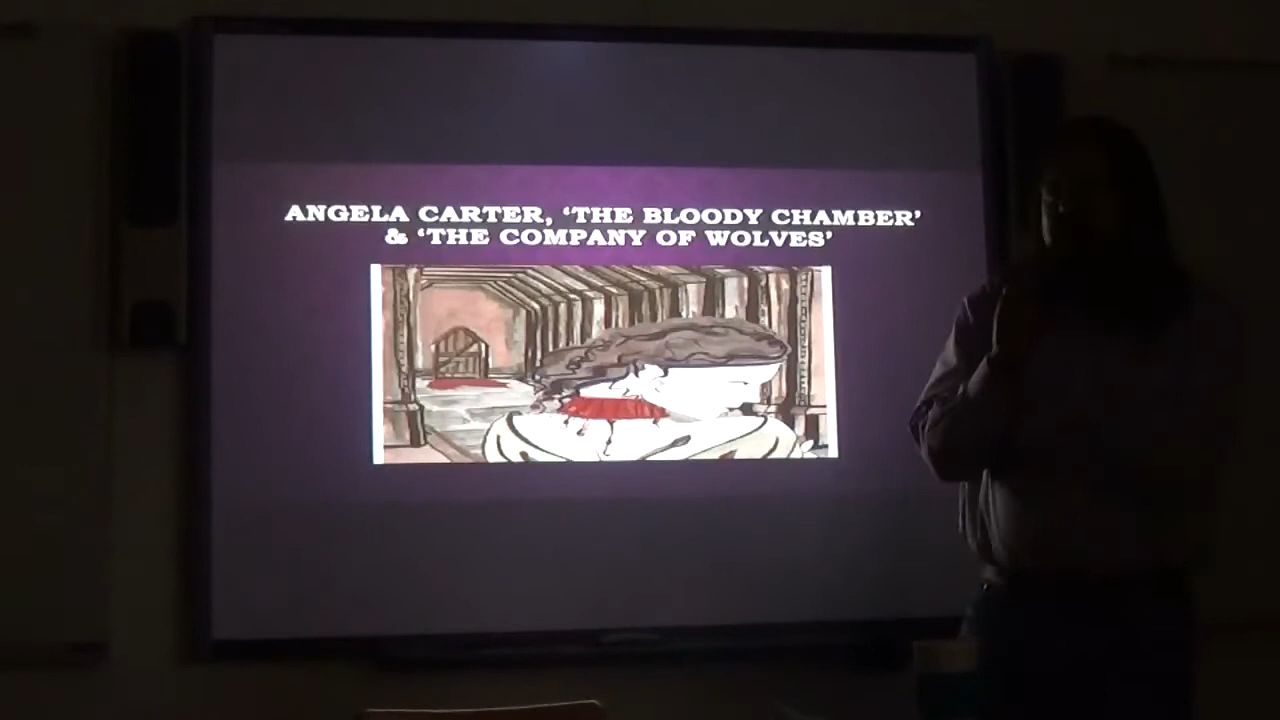 ANGELA CARTER, ‘THE BLOODY CHAMBER’
& ‘THE COMPANY OF WOLVES’